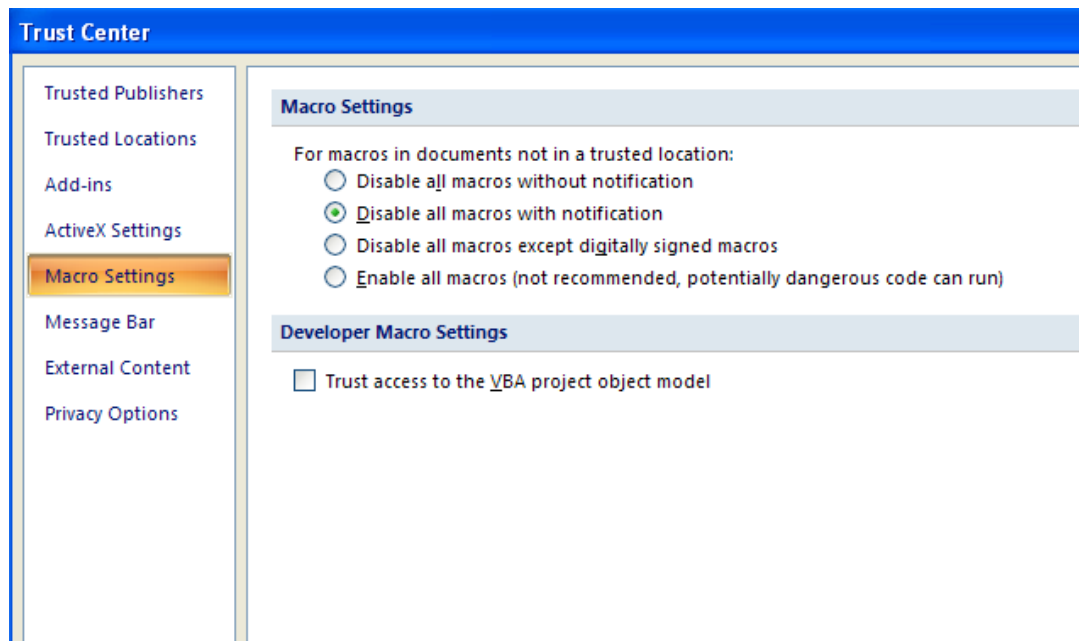 Trust Center
Trusted Publishers
Trusted Locations
Add-ins
ActiveX Settings
Macro Settings
Message Bar
External Content
Privacy Options
Macro Settings
For macros in documents not in a trusted location:
Disable all macros without notification
Disable all macros with notification
Disable all macros except digitally signed macros
Enable all macros (not recommended, potentially dangerous code can run)
Developer Macro Settings
Trust access to the VBA project object model